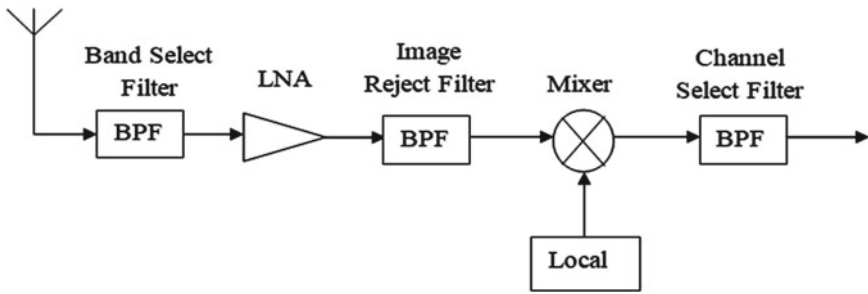 Band Select
Filter
LNA
Image
Reject Filter
Mixer
Channel
Select Filter
BPF
BPF
BPF
Local